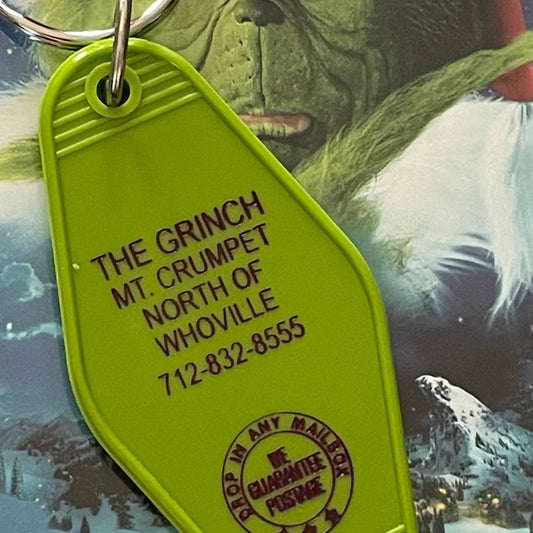 THE GRINCH
MT. CRUMPET
NORTH OF
WHOVILLE
712-832-8555
DROP IN ANY MAILBOX
WE
GUARANTEE
POSTAGE